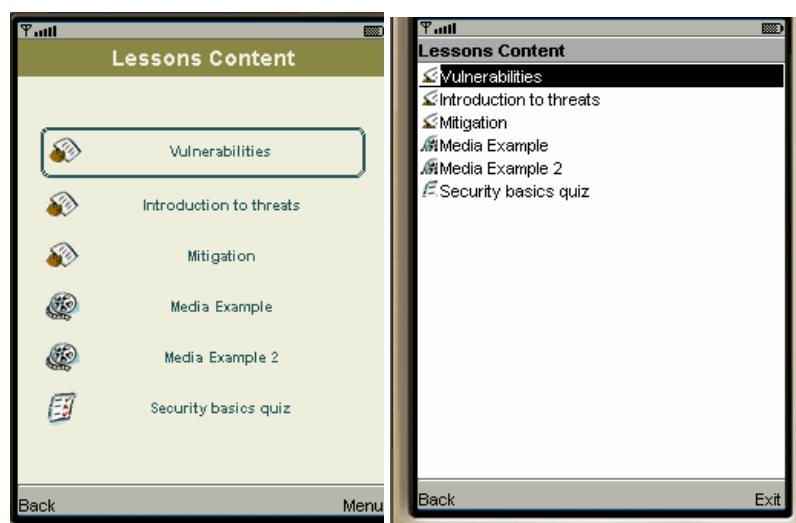 Lessons Content
Vulnerabilities
Introduction to threats
Mitigation
Media Example
Media Example 2
Security basics quiz
Back Menu
Lessons Content
Vulnerabilities
Introduction to threats
Mitigation
Media Example
Media Example 2
Security basics quiz
Back Exit